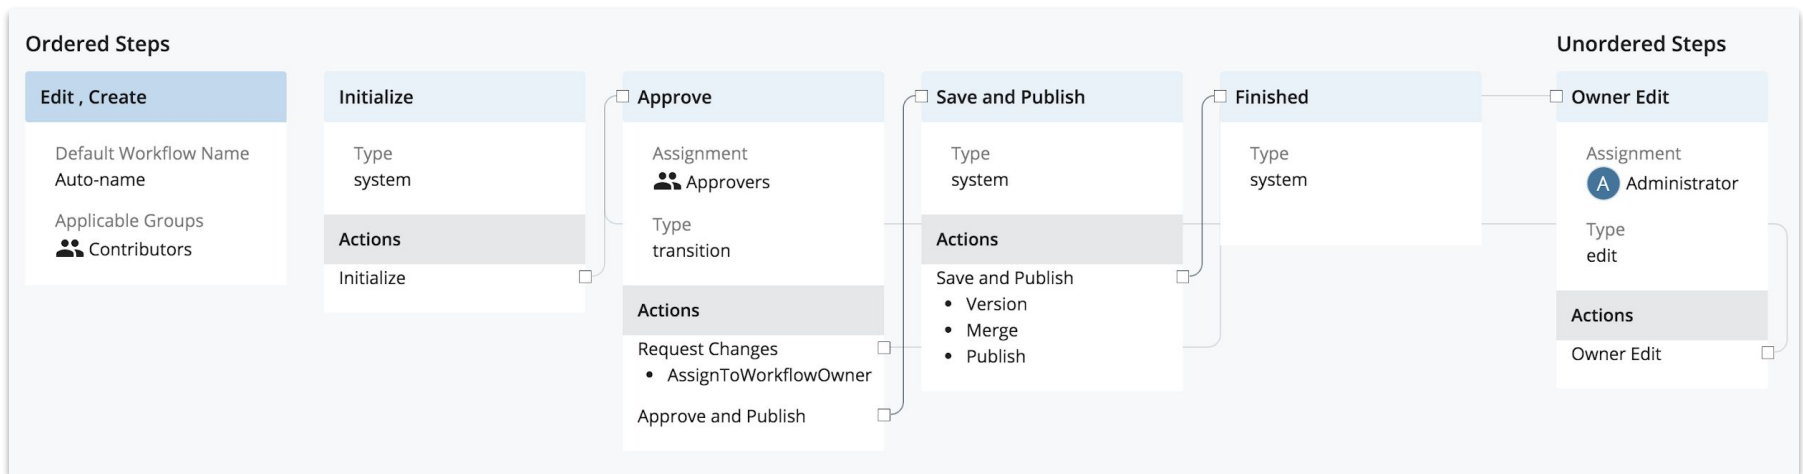 Ordered Steps
Unordered Steps
Edit , Create
Default Workflow Name
Auto-name
Applicable Groups
Contributors
Initialize
Type
system
Actions
Initialize
Approve
Assignment
Approvers
Type
transition
Actions
Request Changes
• AssignToWorkflowOwner
Approve and Publish
Save and Publish
Type
system
Actions
Save and Publish
• Version
• Merge
• Publish
Finished
Type
system
Owner Edit
Assignment
A Administrator
Type
edit
Actions
Owner Edit